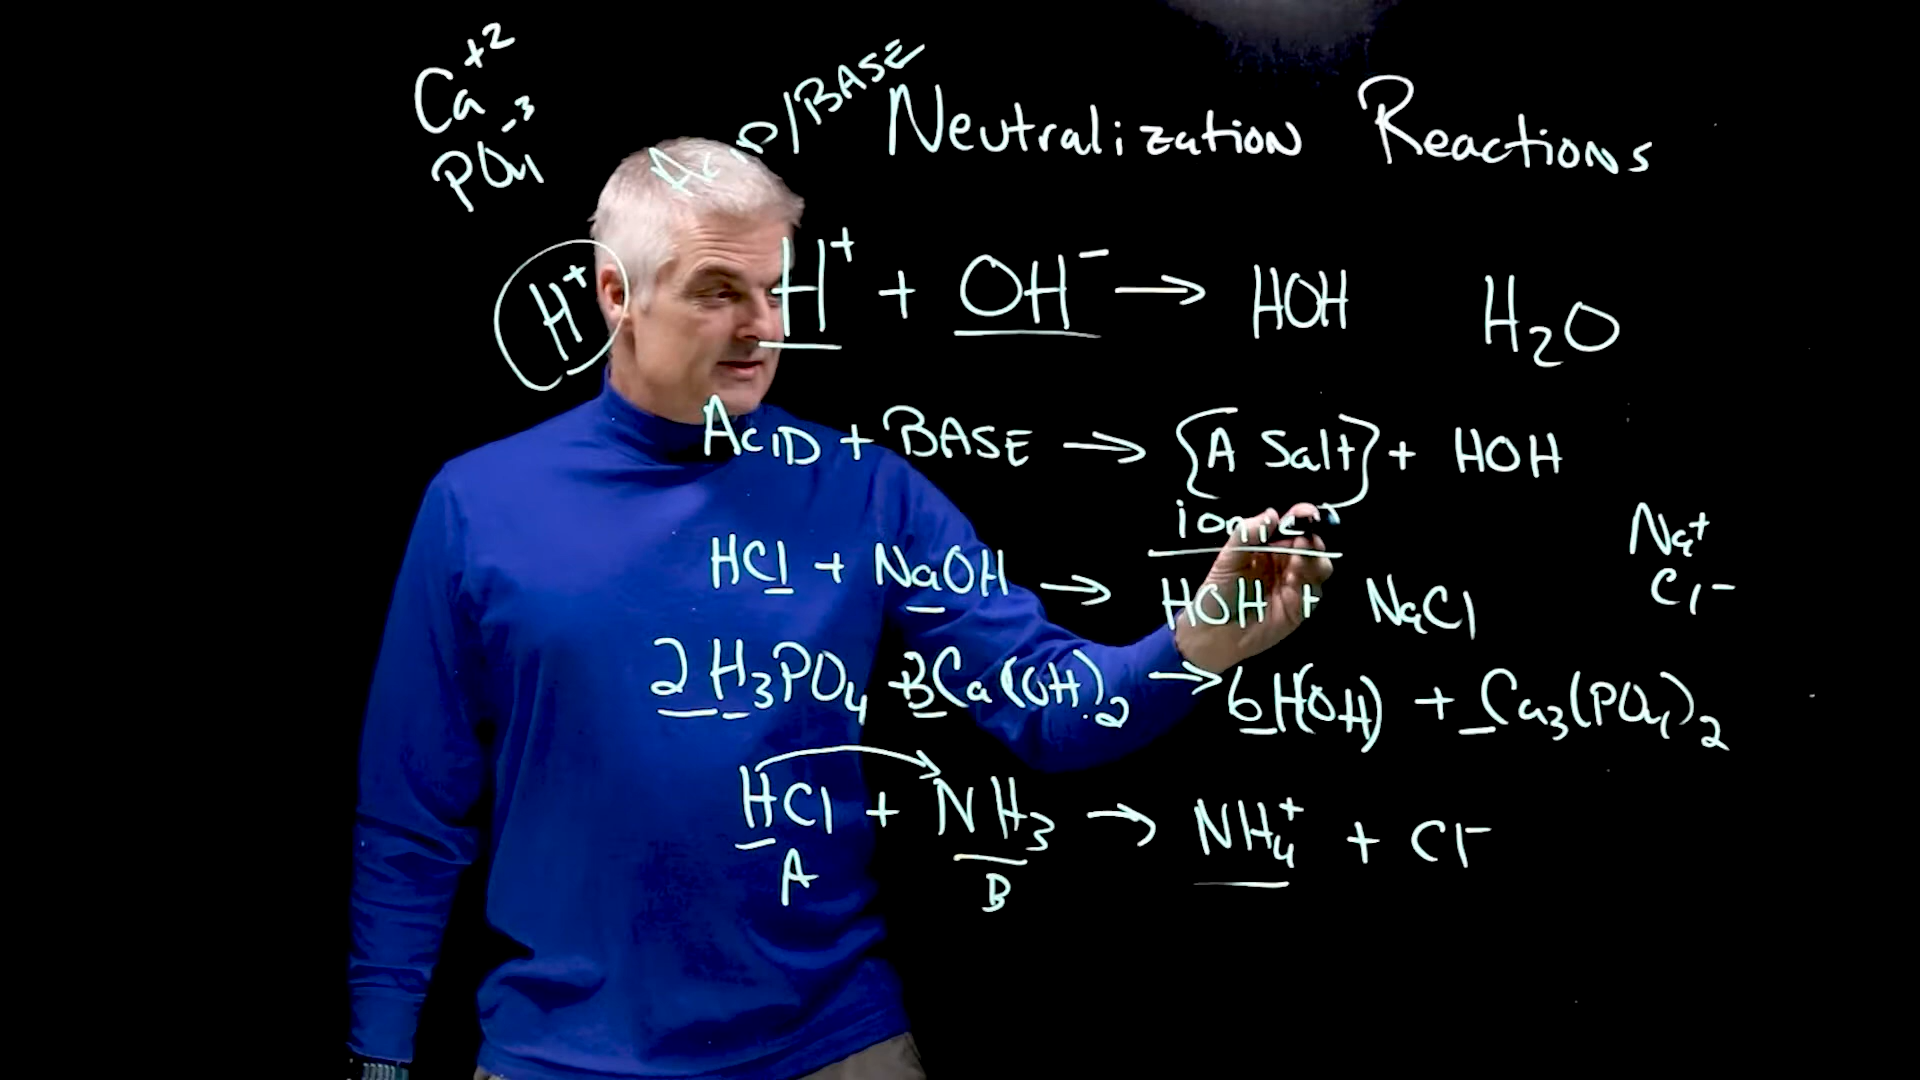 Ca⁺²
PO₄⁻³
ACID/BASE Neutralization Reactions
H⁺
H⁺ + OH⁻ → HOH H₂O
ACID + BASE → {A Salt} + HOH
ionic
Na⁺
Cl⁻
HCl + NaOH → HOH + NaCl
2 H₃PO₄ + 3Ca(OH)₂ → 6H(OH) + Ca₃(PO₄)₂
HCl + NH₃ → NH₄⁺ + Cl⁻
A B